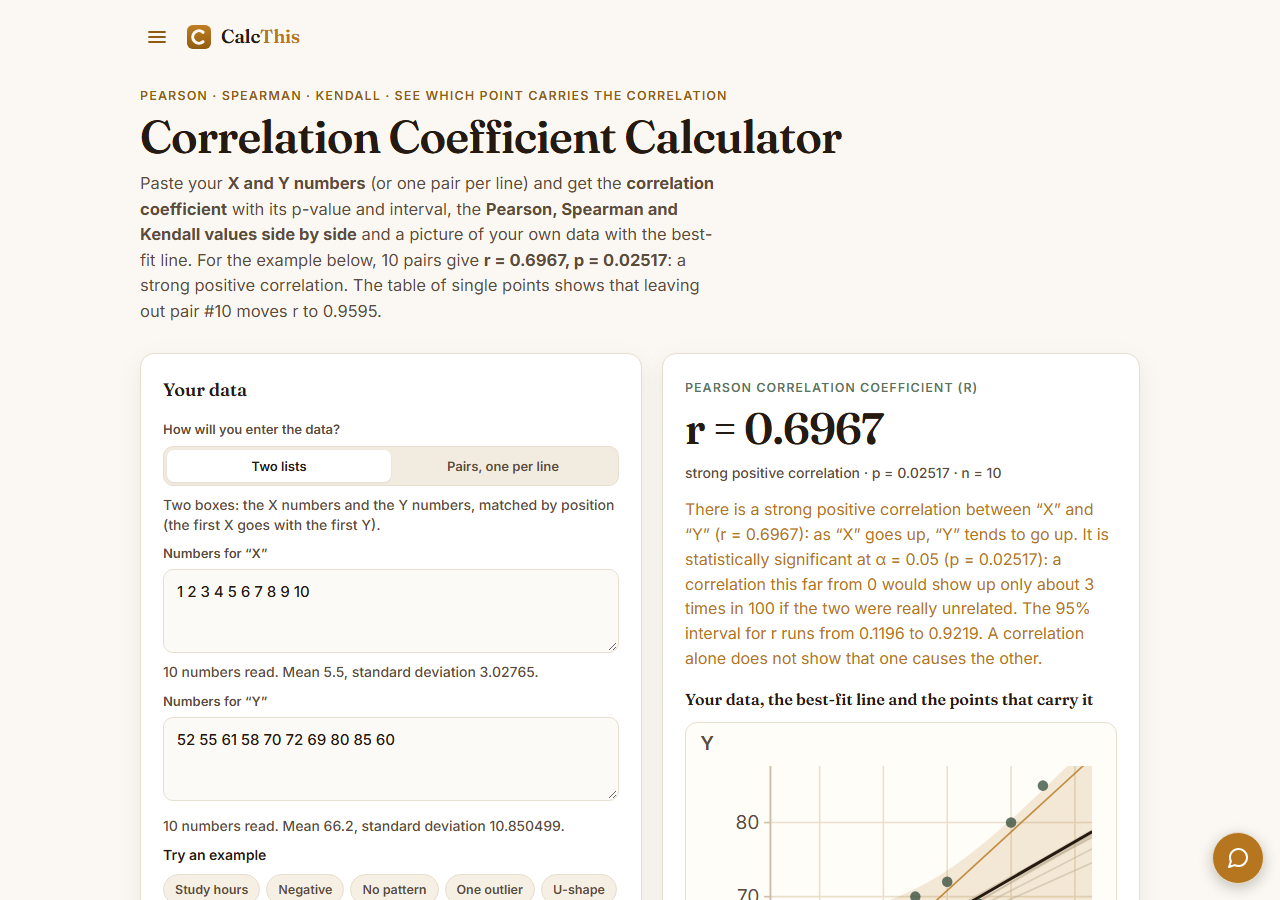 CalcThis
PEARSON · SPEARMAN · KENDALL · SEE WHICH POINT CARRIES THE CORRELATION
Correlation Coefficient Calculator
Paste your X and Y numbers (or one pair per line) and get the correlation
coefficient with its p-value and interval, the Pearson, Spearman and
Kendall values side by side and a picture of your own data with the best-
fit line. For the example below, 10 pairs give r = 0.6967, p = 0.02517: a
strong positive correlation. The table of single points shows that leaving
out pair #10 moves r to 0.9595.
Your data
How will you enter the data?
Two lists
Pairs, one per line
Two boxes: the X numbers and the Y numbers, matched by position
(the first X goes with the first Y).
Numbers for “X”
1 2 3 4 5 6 7 8 9 10
10 numbers read. Mean 5.5, standard deviation 3.02765.
Numbers for “Y”
52 55 61 58 70 72 69 80 85 60
10 numbers read. Mean 66.2, standard deviation 10.850499.
Try an example
Study hours
Negative
No pattern
One outlier
U-shape
PEARSON CORRELATION COEFFICIENT (R)
r = 0.6967
strong positive correlation · p = 0.02517 · n = 10
There is a strong positive correlation between “X” and
“Y” (r = 0.6967): as “X” goes up, “Y” tends to go up. It is
statistically significant at α = 0.05 (p = 0.02517): a
correlation this far from 0 would show up only about 3
times in 100 if the two were really unrelated. The 95%
interval for r runs from 0.1196 to 0.9219. A correlation
alone does not show that one causes the other.
Your data, the best-fit line and the points that carry it
Y
80
70